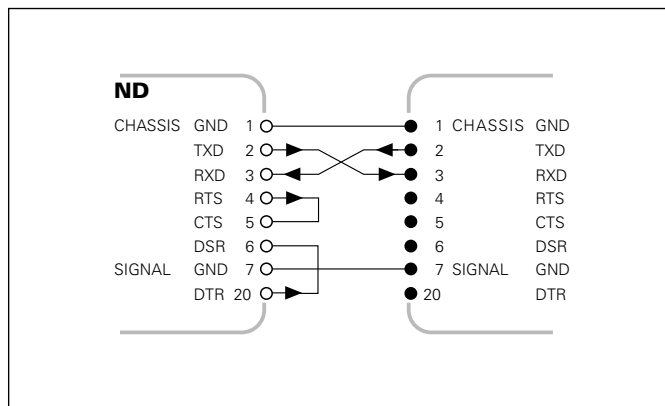 ND
CHASSIS GND 1 1 CHASSIS GND
TXD 2 2 TXD
RXD 3 3 RXD
RTS 4 4 RTS
CTS 5 5 CTS
DSR 6 6 DSR
SIGNAL GND 7 7 SIGNAL GND
DTR 20 20 DTR